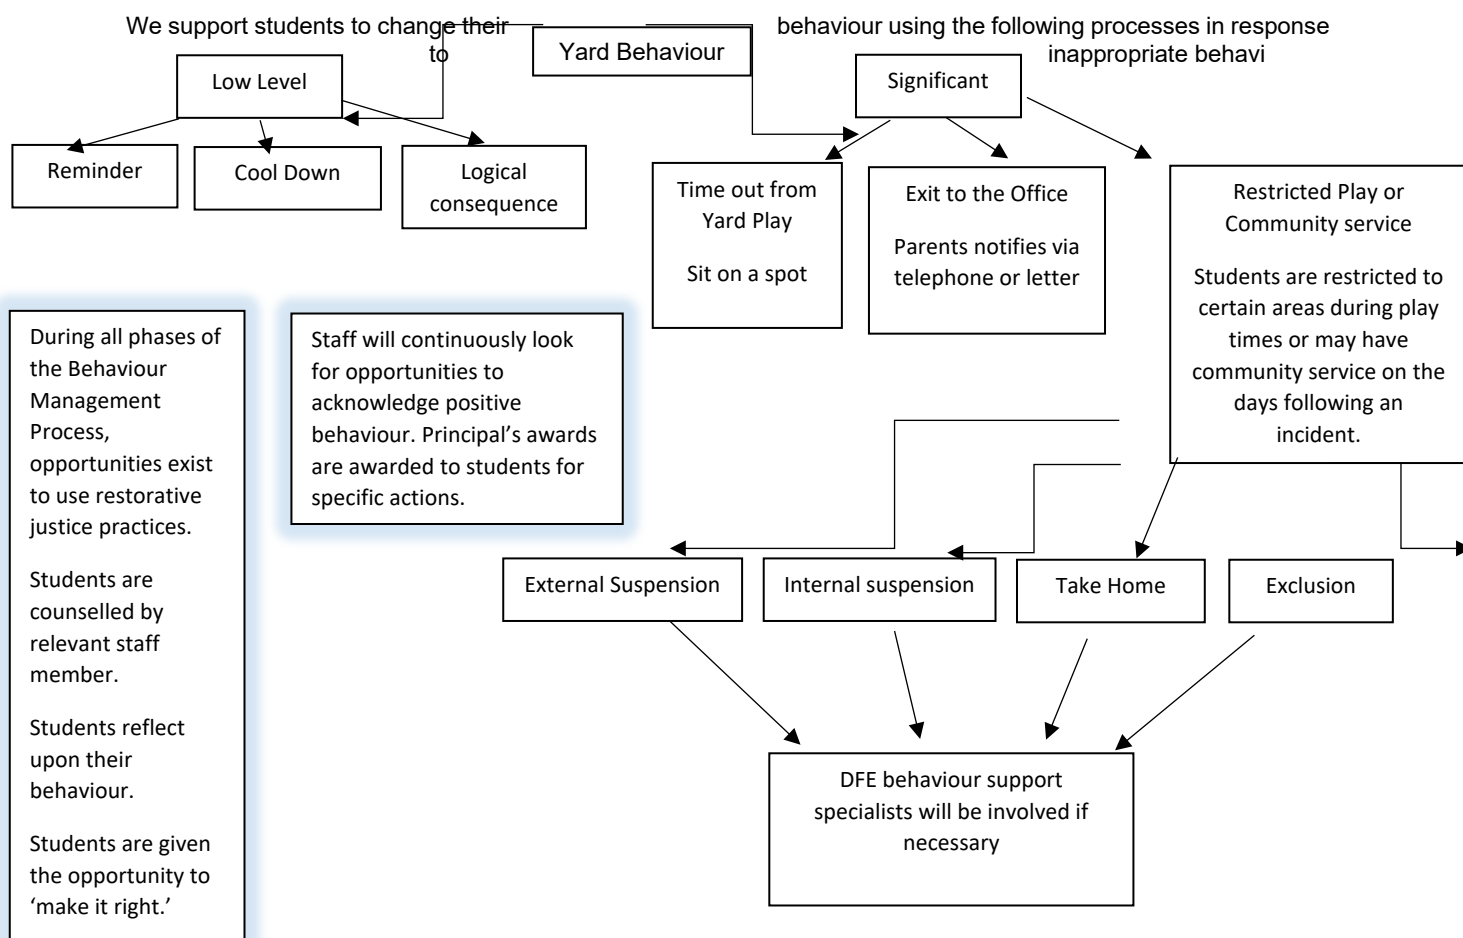 We support students to change their behaviour using the following processes in response
to inappropriate behavi
Yard Behaviour
Low Level
Reminder
Cool Down
Logical
consequence
Significant
Time out from
Yard Play
Sit on a spot
Exit to the Office
Parents notifies via
telephone or letter
Restricted Play or
Community service
Students are restricted to
certain areas during play
times or may have
community service on the
days following an
incident.
During all phases of
the Behaviour
Management
Process,
opportunities exist
to use restorative
justice practices.
Students are
counselled by
relevant staff
member.
Students reflect
upon their
behaviour.
Students are given
the opportunity to
‘make it right.’
Staff will continuously look
for opportunities to
acknowledge positive
behaviour. Principal’s awards
are awarded to students for
specific actions.
External Suspension
Internal suspension
Take Home
Exclusion
DFE behaviour support
specialists will be involved if
necessary